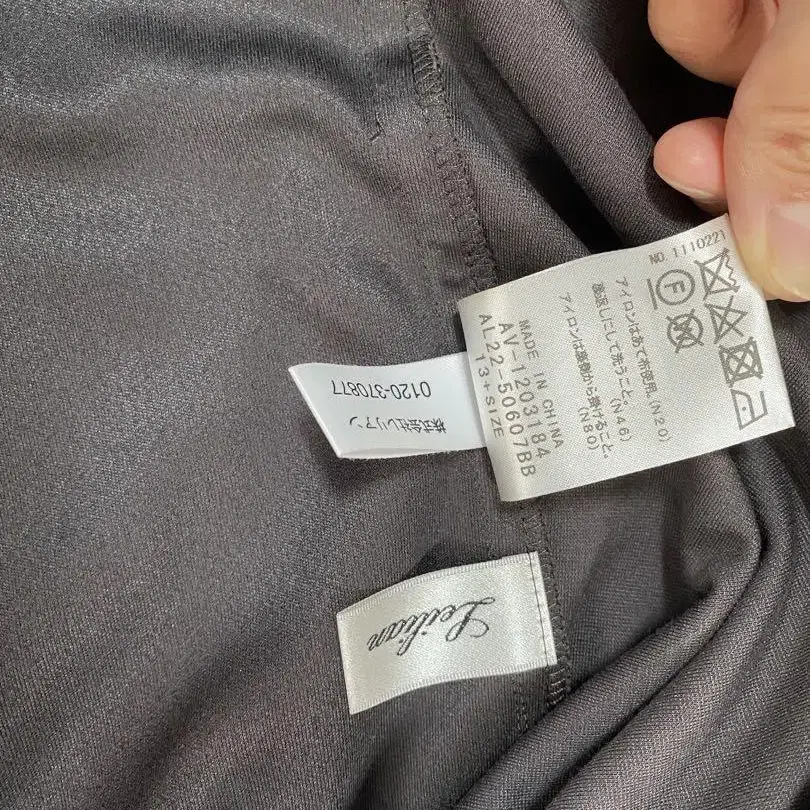 NO.1110221
F
W
アイロンはあて布使用(N20)
裏返しにして洗うこと。(N46)
アイロンは裏側から掛けること。(N80)
MADE IN CHINA
AV-1203184
AL22-50607BB
13+SIZE
株式会社レリアン
0120-370877
Leilian